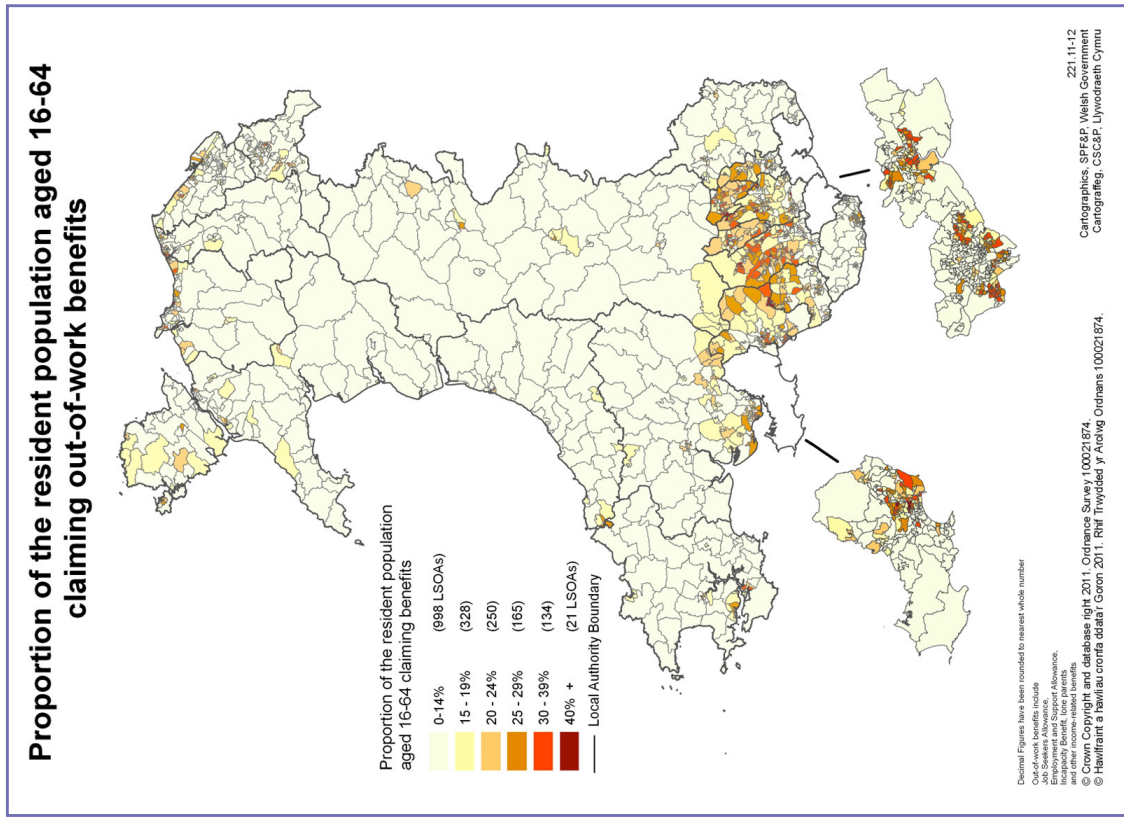 Proportion of the resident population aged 16-64
claiming out-of-work benefits
Proportion of the resident population
aged 16-64 claiming benefits
0-14% (998 LSOAs)
15 - 19% (328)
20 - 24% (250)
25 - 29% (165)
30 - 39% (134)
40% + (21 LSOAs)
Local Authority Boundary
Decimal Figures have been rounded to nearest whole number
Out-of-work benefits include
Job Seekers Allowance,
Employment and Support Allowance,
Incapacity Benefit, lone parents
and other income-related benefits
© Crown Copyright and database right 2011. Ordnance Survey 100021874.
© Hawlfraint a hawliau cronfa ddata'r Goron 2011. Rhif Trwydded yr Arolwg Ordnans 100021874.
221.11-12
Cartographics, SPF&P, Welsh Government
Cartograffeg, CSC&P, Llywodraeth Cymru